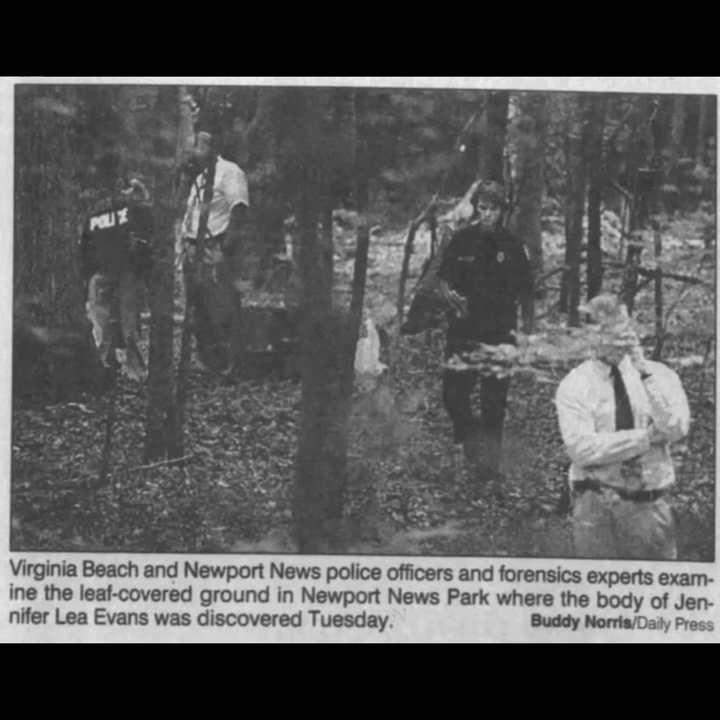 POLICE
Virginia Beach and Newport News police officers and forensics experts exam-
ine the leaf-covered ground in Newport News Park where the body of Jen-
nifer Lea Evans was discovered Tuesday. Buddy Norris/Daily Press